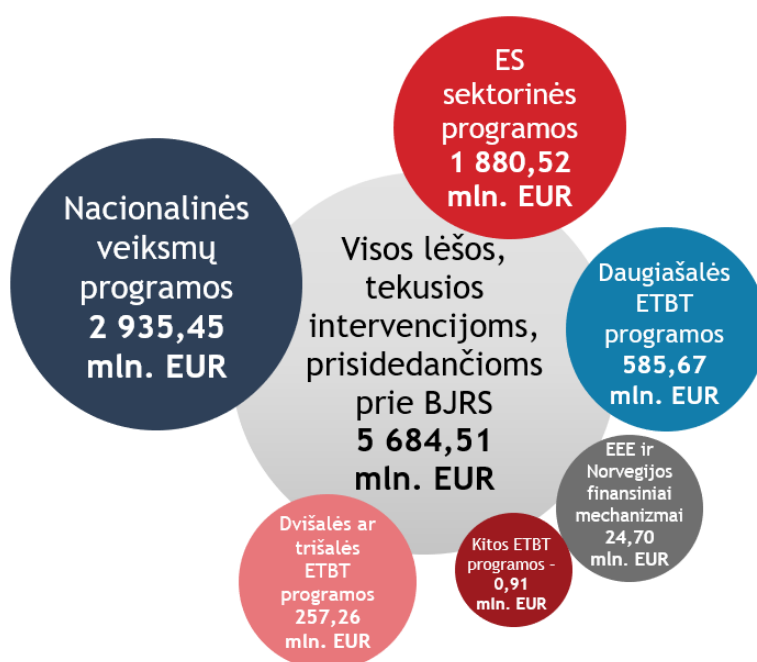 ES
sektorinės
programos
1 880,52
mln. EUR
Nacionalinės
veiksmų
programos
2 935,45
mln. EUR
Visos lėšos,
tekusios
intervencijoms,
prisidedančioms
prie BJRS
5 684,51
mln. EUR
Daugiašalės
ETBT
programos
585,67
mln. EUR
EEE ir
Norvegijos
finansiniai
mechanizmai
24,70
mln. EUR
Kitos ETBT
programos –
0,91
mln. EUR
Dvišalės ar
trišalės
ETBT
programos
257,26
mln. EUR